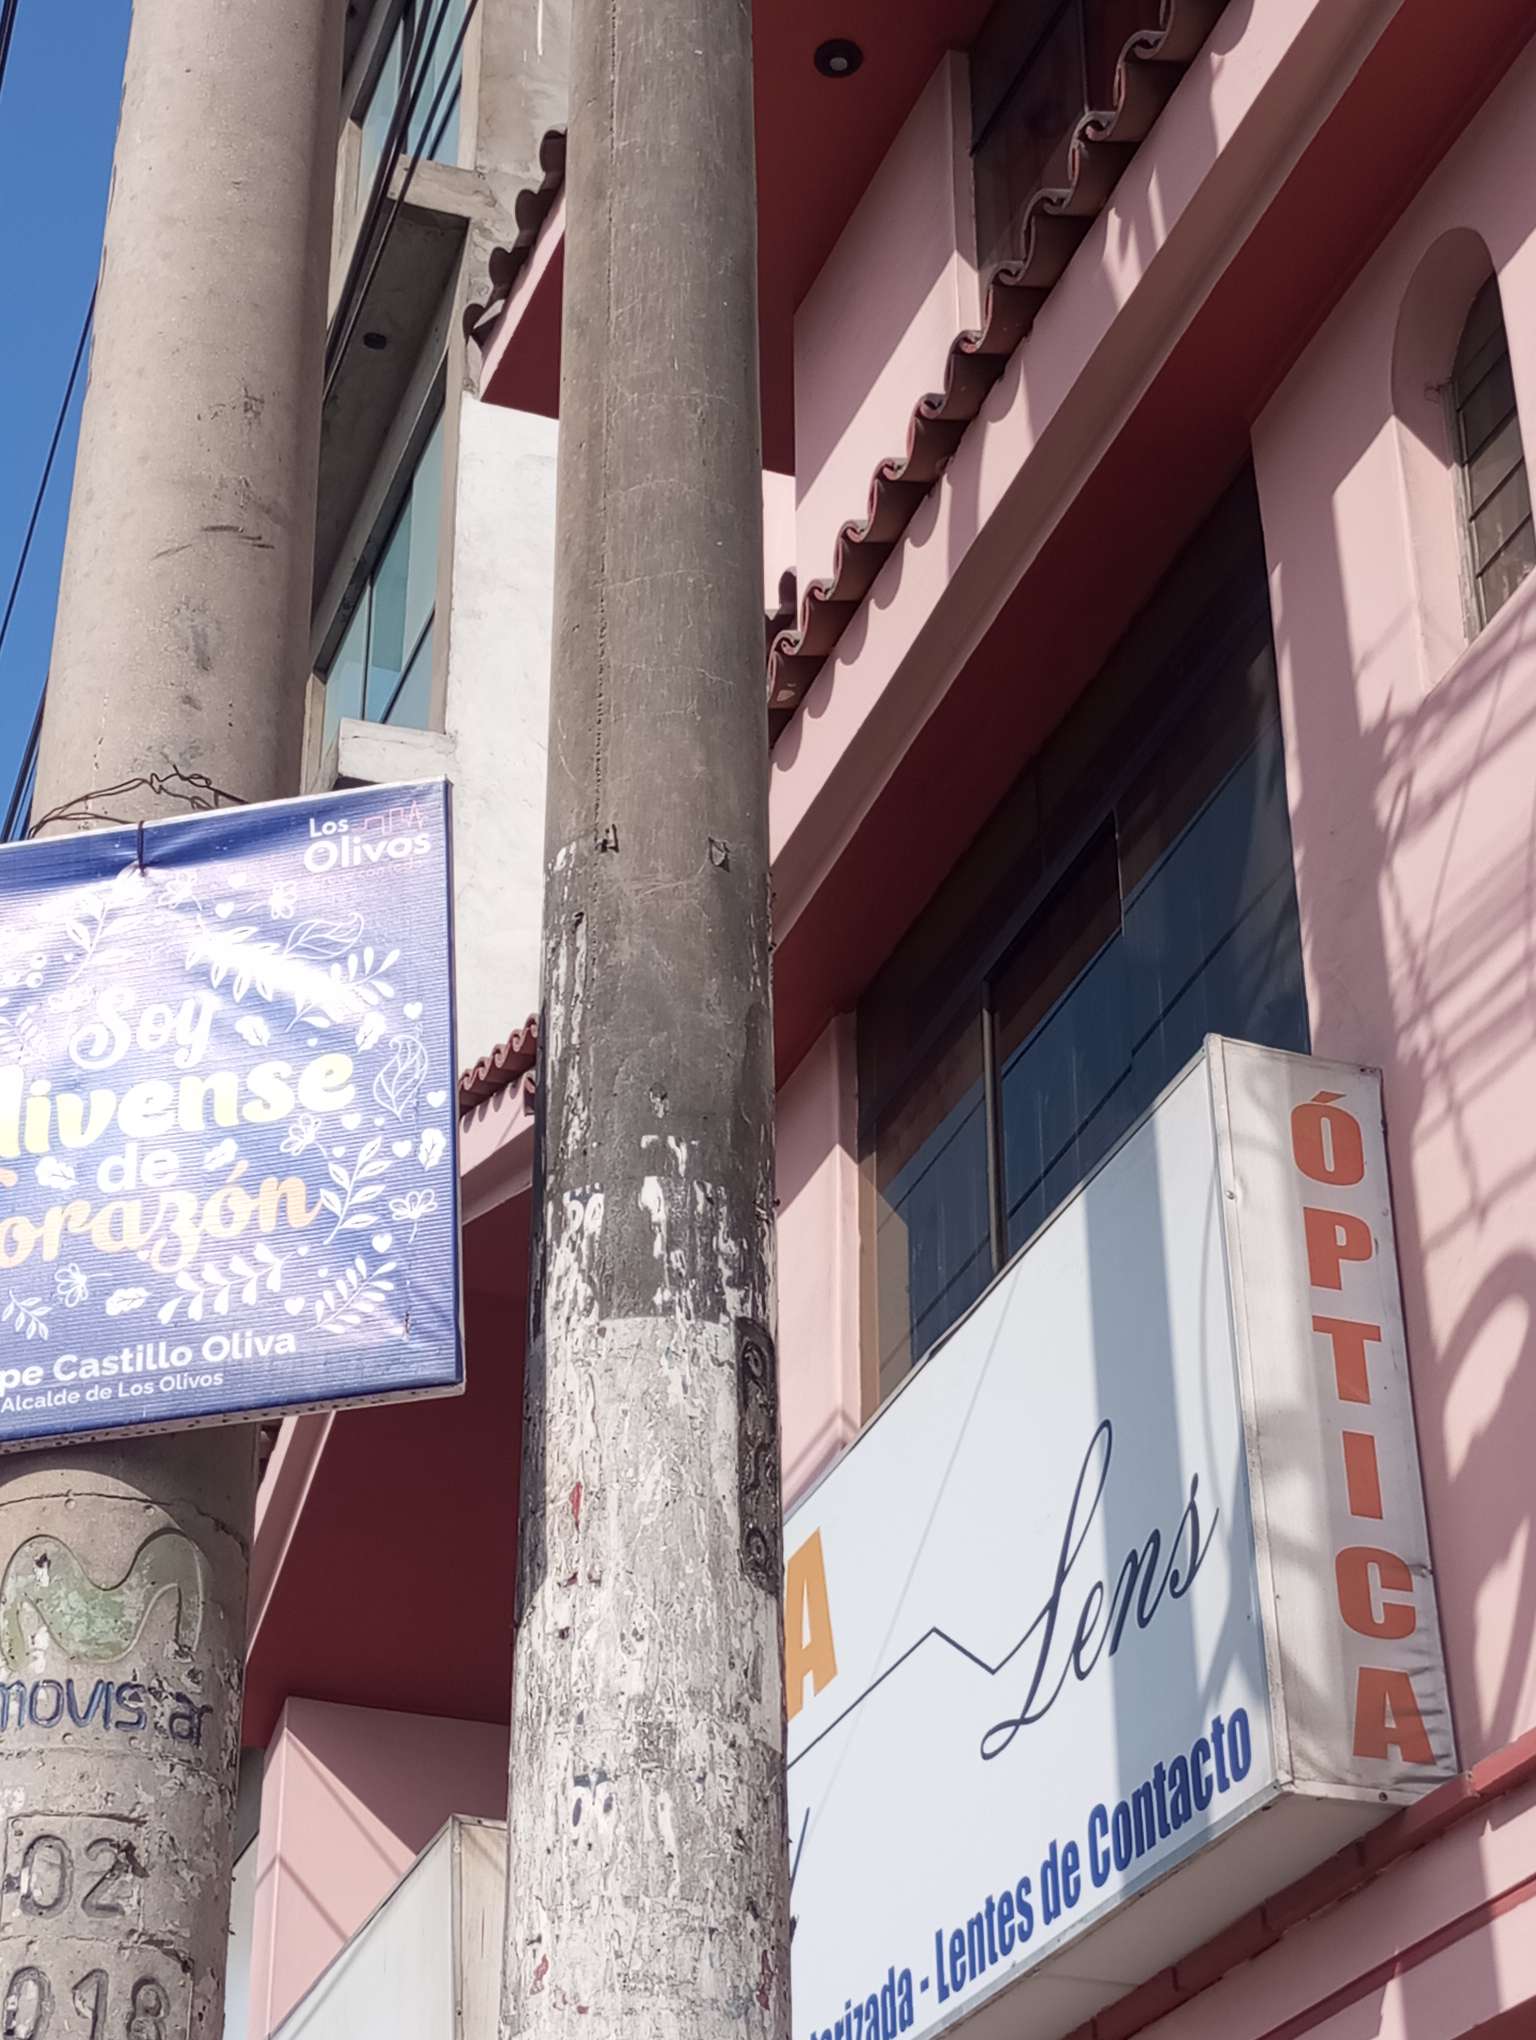 Los
Olivos
Soy
livense
de
orazón
pe Castillo Oliva
Alcalde de Los Olivos
movistar
02
018
A
Lens
orizada - Lentes de Contacto
ÓPTICA